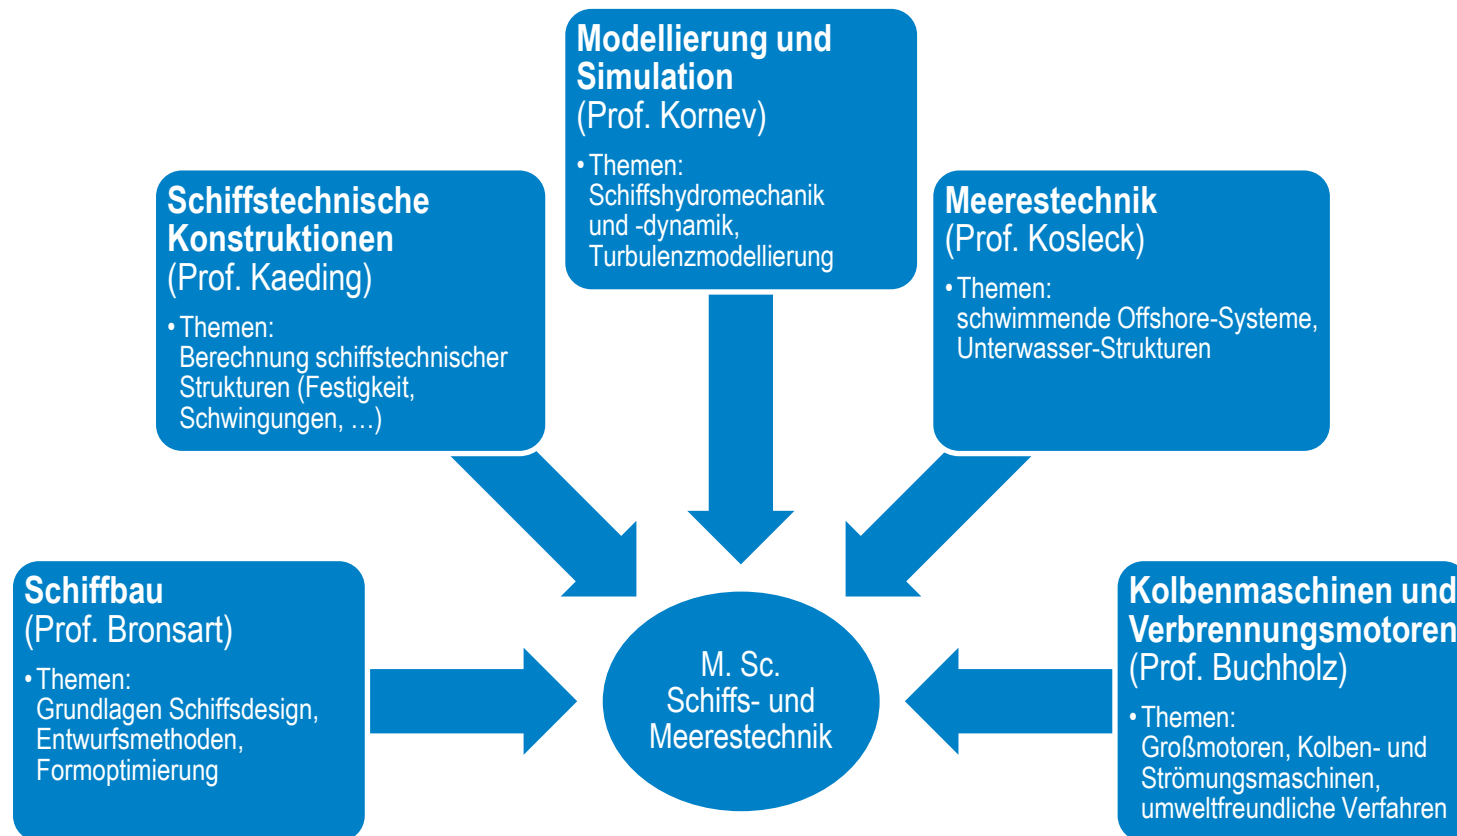 Modellierung und
Simulation
(Prof. Kornev)
• Themen:
Schiffshydromechanik
und -dynamik,
Turbulenzmodellierung
Schiffstechnische
Konstruktionen
(Prof. Kaeding)
• Themen:
Berechnung schiffstechnischer
Strukturen (Festigkeit,
Schwingungen, …)
Meerestechnik
(Prof. Kosleck)
• Themen:
schwimmende Offshore-Systeme,
Unterwasser-Strukturen
Schiffbau
(Prof. Bronsart)
• Themen:
Grundlagen Schiffsdesign,
Entwurfsmethoden,
Formoptimierung
M. Sc.
Schiffs- und
Meerestechnik
Kolbenmaschinen und
Verbrennungsmotoren
(Prof. Buchholz)
• Themen:
Großmotoren, Kolben- und
Strömungsmaschinen,
umweltfreundliche Verfahren